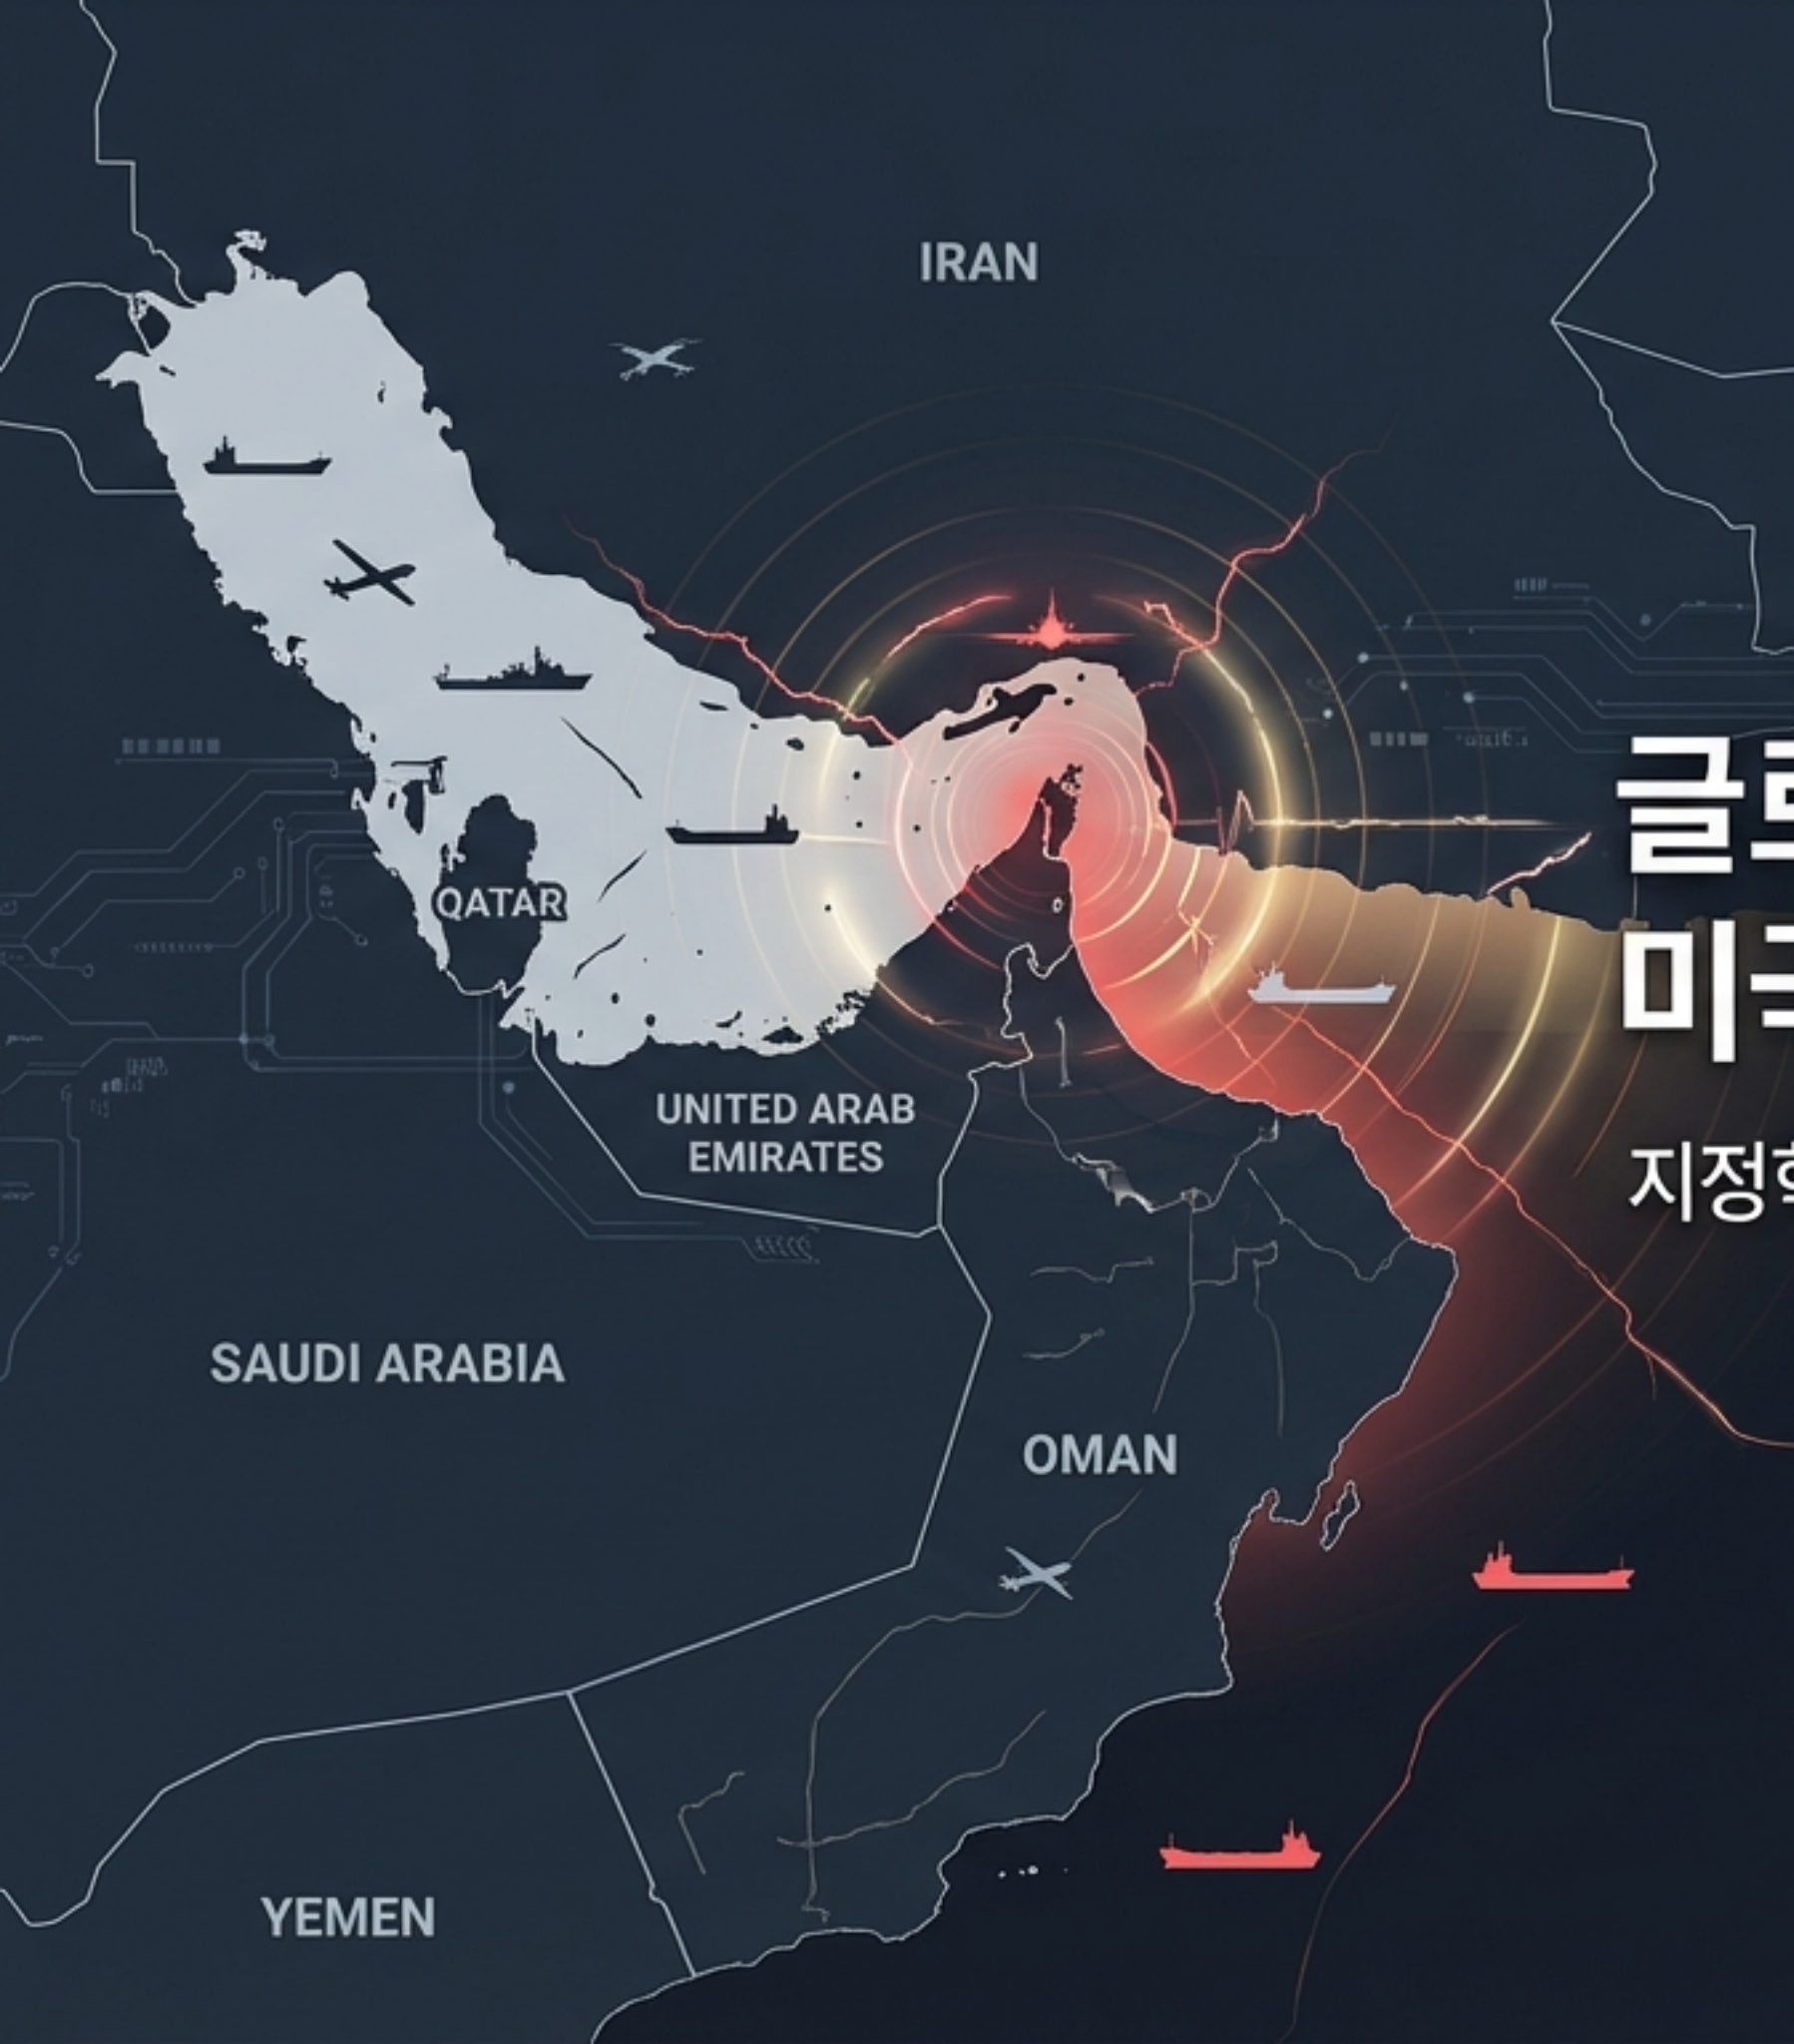 IRAN
QATAR
UNITED ARAB
EMIRATES
SAUDI ARABIA
OMAN
YEMEN
글
미
지정